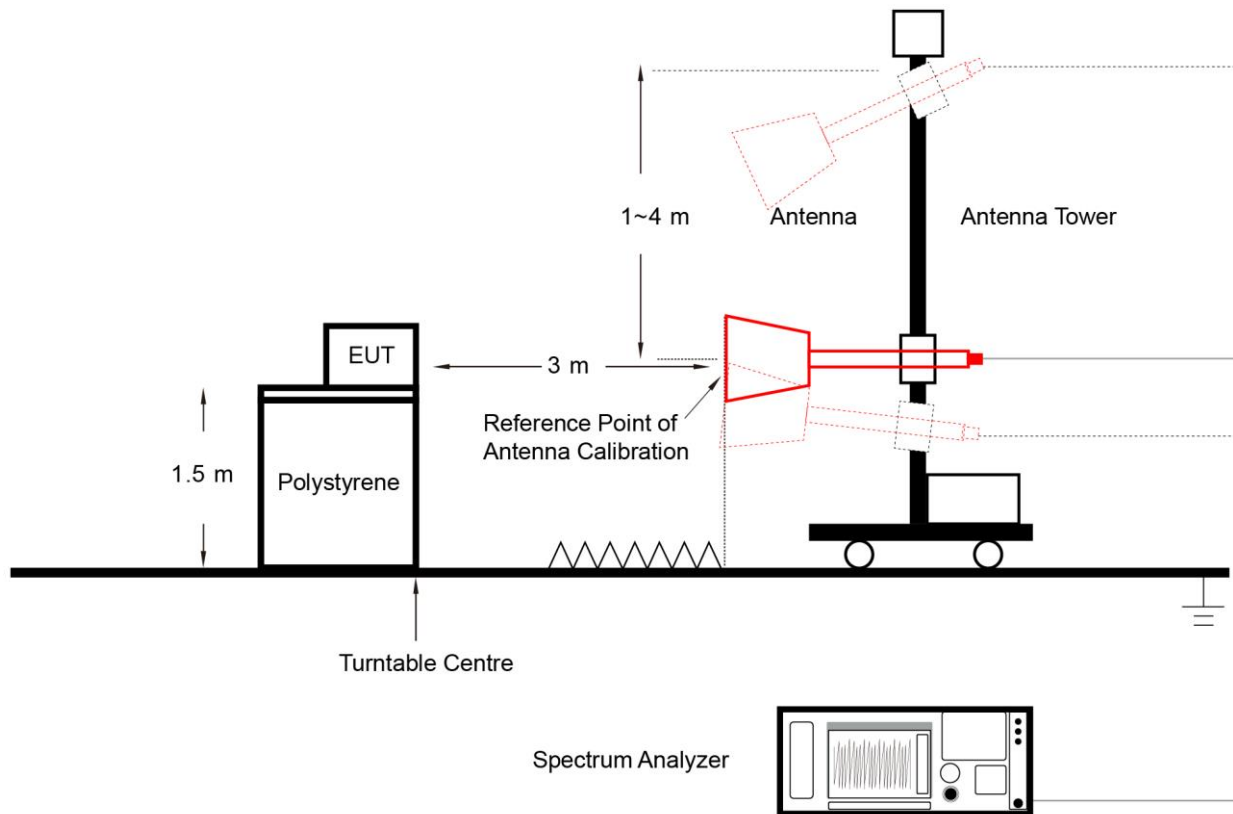 1~4 m
Antenna
Antenna Tower
EUT
3 m
Reference Point of
Antenna Calibration
1.5 m
Polystyrene
Turntable Centre
Spectrum Analyzer